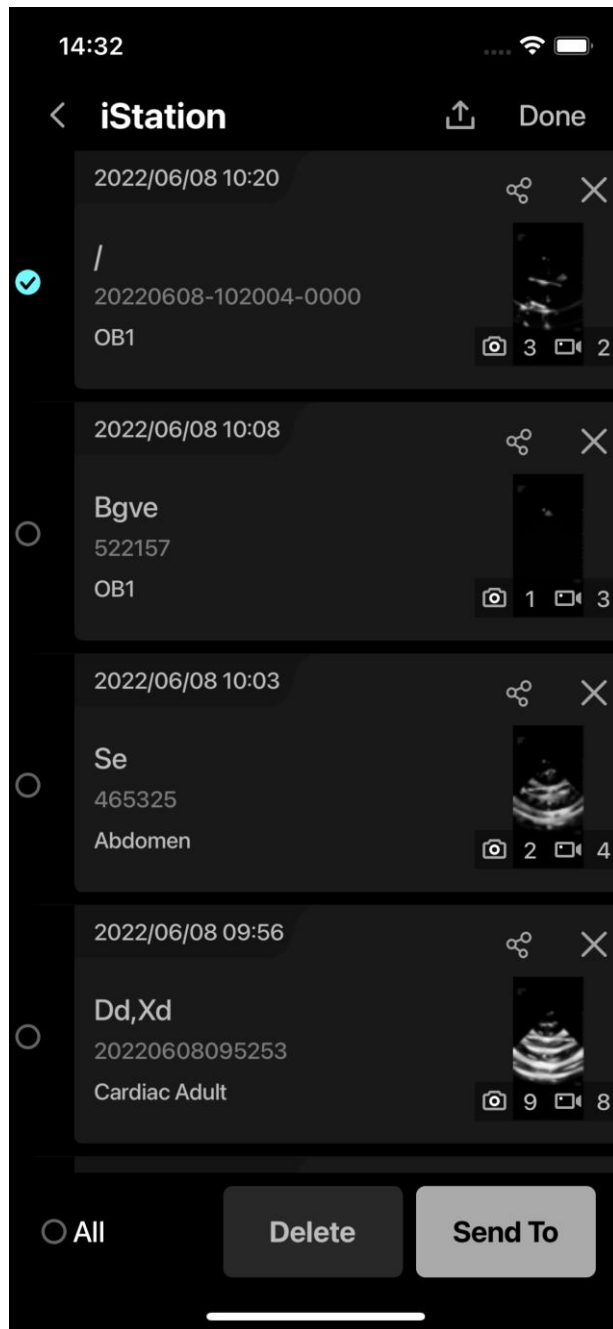 14:32
iStation Done
2022/06/08 10:20
/
20220608-102004-0000
OB1
3 2
2022/06/08 10:08
Bgve
522157
OB1
1 3
2022/06/08 10:03
Se
465325
Abdomen
2 4
2022/06/08 09:56
Dd,Xd
20220608095253
Cardiac Adult
9 8
All Delete Send To